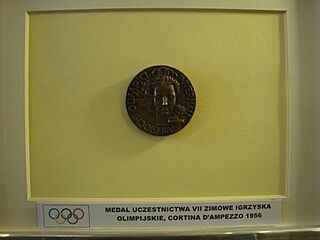 MEDAL UCZESTNICTWA VII ZIMOWE IGRZYSKA
OLIMPIJSKIE, CORTINA D'AMPEZZO 1956